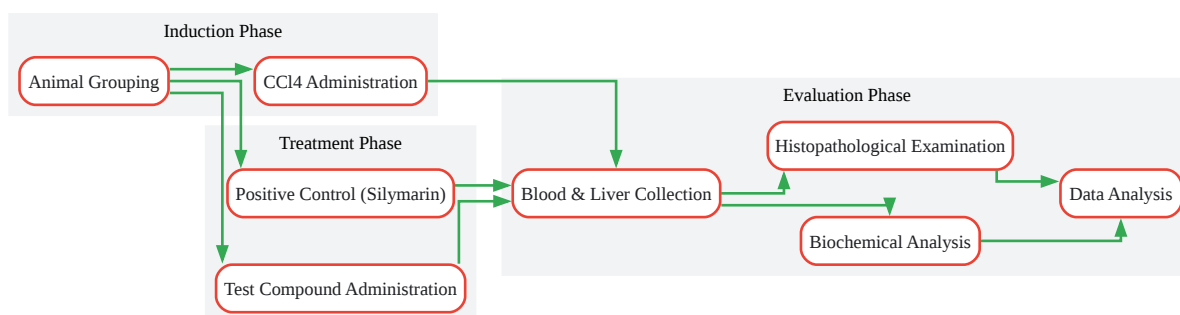 Induction Phase
Animal Grouping
CCl4 Administration
Treatment Phase
Positive Control (Silymarin)
Test Compound Administration
Evaluation Phase
Blood & Liver Collection
Histopathological Examination
Biochemical Analysis
Data Analysis